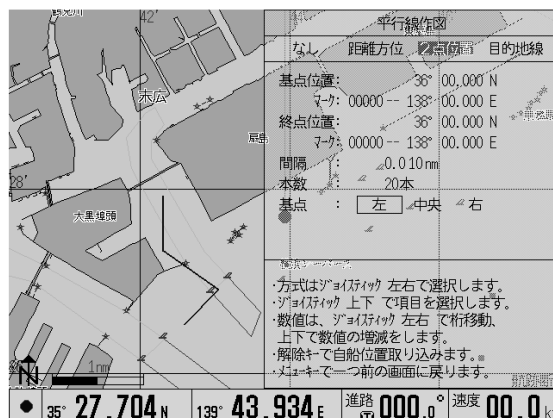 鶴見川
42'
末広
扇島
28'
大黒埠頭
1nm
平行線作図
なし 距離方位 2点位置 目的地線
基点位置: 36° 00.000 N
マーク: 00000 -- 138° 00.000 E
終点位置: 36° 00.000 N
マーク: 00000 -- 138° 00.000 E
間隔 : 0.010nm
本数 : 20本
基点 : 左 中央 右
・方式はジョイスティック 左右で選択します。
・ジョイスティック 上下 で項目を選択します。
・数値は、ジョイスティック 左右 で桁移動、
上下で数値の増減をします。
・解除キーで自船位置取り込みます。
・メニューキーで一つ前の画面に戻ります。
N
35° 27.704 N 139° 43.934 E 進路 T 000.0° 速度 00.0